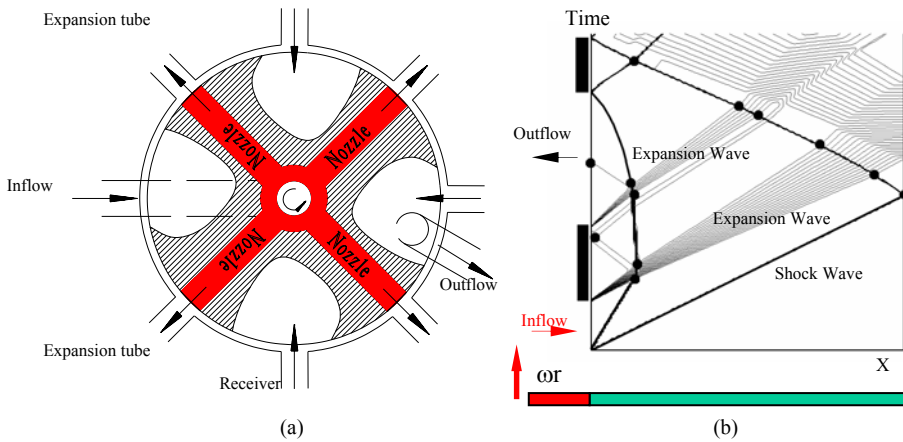 Expansion tube
Nozzle
Nozzle
Inflow
Nozzle
Nozzle
Outflow
Expansion tube
Receiver
(a)
Time
Outflow
Expansion Wave
Expansion Wave
Shock Wave
Inflow
X
ωr
(b)